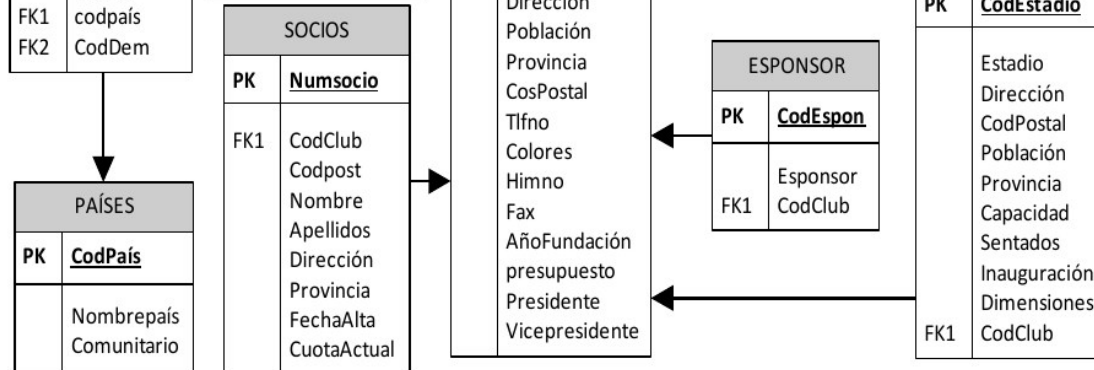 FK1 codpaís
FK2 CodDem
PAÍSES
PK CodPaís
Nombrepaís
Comunitario
SOCIOS
PK Numsocio
FK1 CodClub
Codpost
Nombre
Apellidos
Dirección
Provincia
FechaAlta
CuotaActual
Dirección
Población
Provincia
CosPostal
Tlfno
Colores
Himno
Fax
AñoFundación
presupuesto
Presidente
Vicepresidente
ESPONSOR
PK CodEspon
Esponsor
FK1 CodClub
PK CodEstadio
Estadio
Dirección
CodPostal
Población
Provincia
Capacidad
Sentados
Inauguración
Dimensiones
FK1 CodClub